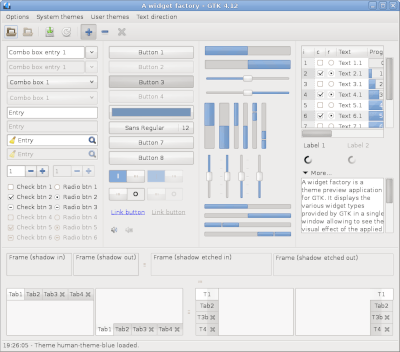 A widget factory - GTK 4.12
Options System themes User themes Text direction
Combo box entry 1
Combo box entry 1
Combo box entry 1
Combo box entry 1
Entry
Entry
Entry
Entry
1
1
Check btn 1 Radio btn 1
Check btn 2 Radio btn 2
Check btn 3 Radio btn 3
Check btn 4 Radio btn 4
Check btn 5 Radio btn 5
Check btn 6 Radio btn 6
Button 1
Button 2
Button 3
Button 4
Sans Regular 12
Button 7
Button 8
Link button Link button
Text Prog
1 Text 1.1
2 Text 2.1
3 Text 3.1
4 Text 4.1
5 Text 5.1
6 Text 6.1
7 Text 7.1
Label 1 Label 2
More...
A widget factory is a
theme preview application
for GTK. It displays the
various widget types
provided by GTK in a single
window allowing to see the
visual effect of the applied
Frame (shadow in) Frame (shadow out) Frame (shadow etched in) Frame (shadow etched out)
Tab1 Tab2 Tab3 Tab4
Tab1 Tab2 Tab3 Tab4
T1
Tab2
T3b
T4
T1
Tab2
T3b
T4
19:26:05 - Theme human-theme-blue loaded.